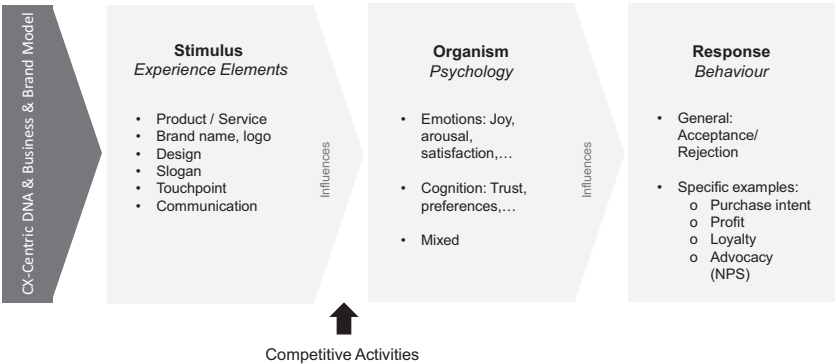 CX-Centric DNA & Business & Brand Model
Stimulus
Experience Elements
• Product / Service
• Brand name, logo
• Design
• Slogan
• Touchpoint
• Communication
Influences
Organism
Psychology
• Emotions: Joy,
arousal,
satisfaction,…
• Cognition: Trust,
preferences,…
• Mixed
Influences
Response
Behaviour
• General:
Acceptance/
Rejection
• Specific examples:
o Purchase intent
o Profit
o Loyalty
o Advocacy
(NPS)
Competitive Activities